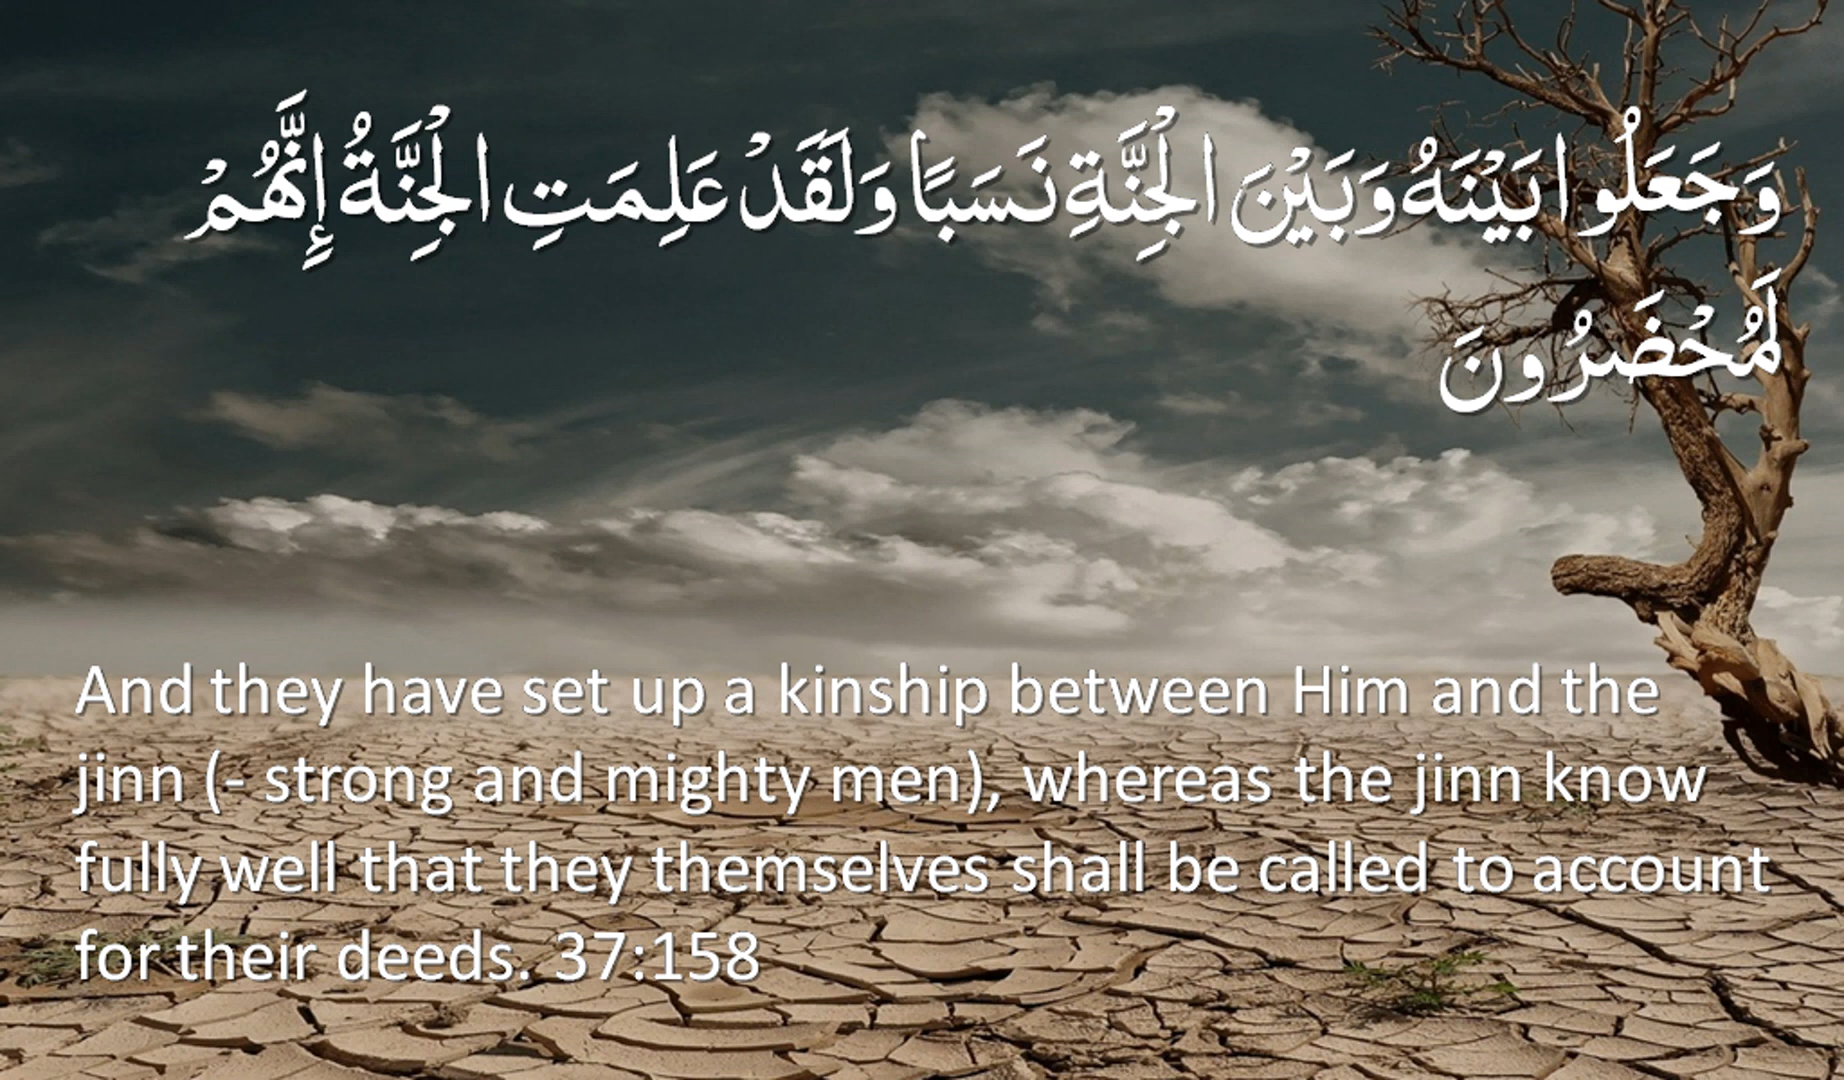 وَجَعَلُوا بَيْنَهُ وَبَيْنَ الْجِنَّةِ نَسَبًا وَلَقَدْ عَلِمَتِ الْجِنَّةُ إِنَّهُمْ
لَمُحْضَرُونَ
And they have set up a kinship between Him and the
jinn (- strong and mighty men), whereas the jinn know
fully well that they themselves shall be called to account
for their deeds. 37:158